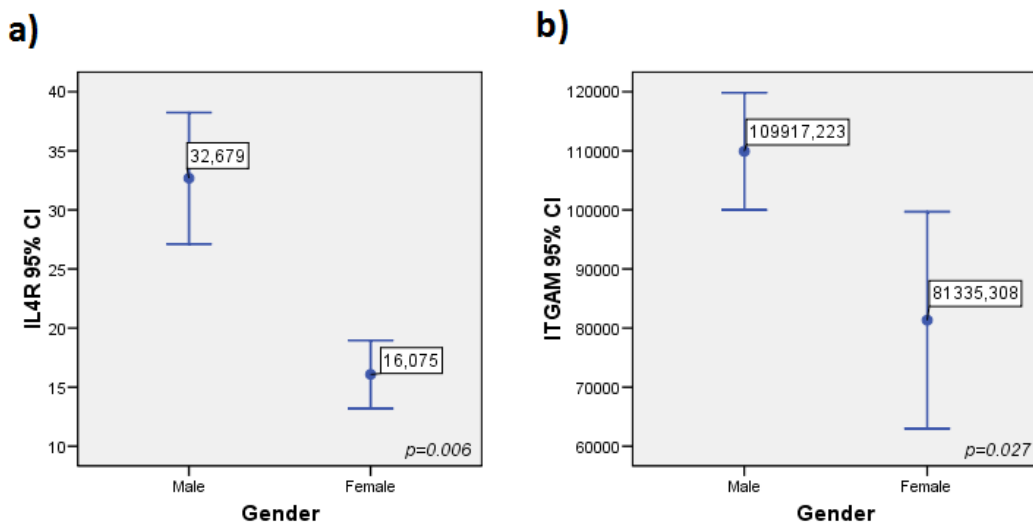 a)
IL4R 95% CI
40
35
30
25
20
15
10
32,679
16,075
p=0.006
Male
Female
Gender
b)
ITGAM 95% CI
120000
110000
100000
90000
80000
70000
60000
109917,223
81335,308
p=0.027
Male
Female
Gender